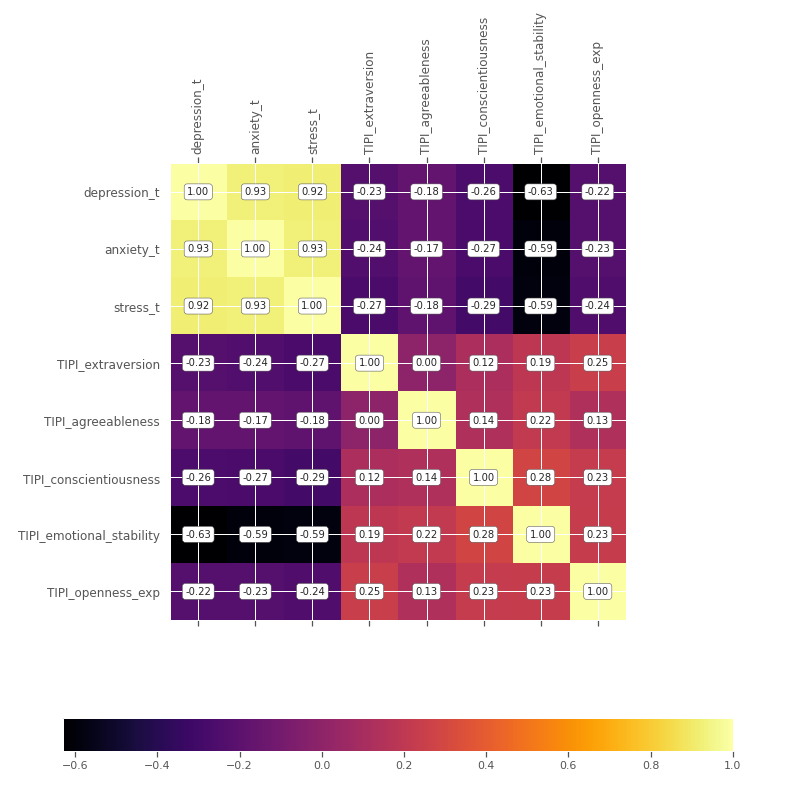 depression_t
anxiety_t
stress_t
TIPI_extraversion
TIPI_agreeableness
TIPI_conscientiousness
TIPI_emotional_stability
TIPI_openness_exp
depression_t 1.00 0.93 0.92 -0.23 -0.18 -0.26 -0.63 -0.22
anxiety_t 0.93 1.00 0.93 -0.24 -0.17 -0.27 -0.59 -0.23
stress_t 0.92 0.93 1.00 -0.27 -0.18 -0.29 -0.59 -0.24
TIPI_extraversion -0.23 -0.24 -0.27 1.00 0.00 0.12 0.19 0.25
TIPI_agreeableness -0.18 -0.17 -0.18 0.00 1.00 0.14 0.22 0.13
TIPI_conscientiousness -0.26 -0.27 -0.29 0.12 0.14 1.00 0.28 0.23
TIPI_emotional_stability -0.63 -0.59 -0.59 0.19 0.22 0.28 1.00 0.23
TIPI_openness_exp -0.22 -0.23 -0.24 0.25 0.13 0.23 0.23 1.00
−0.6 −0.4 −0.2 0.0 0.2 0.4 0.6 0.8 1.0